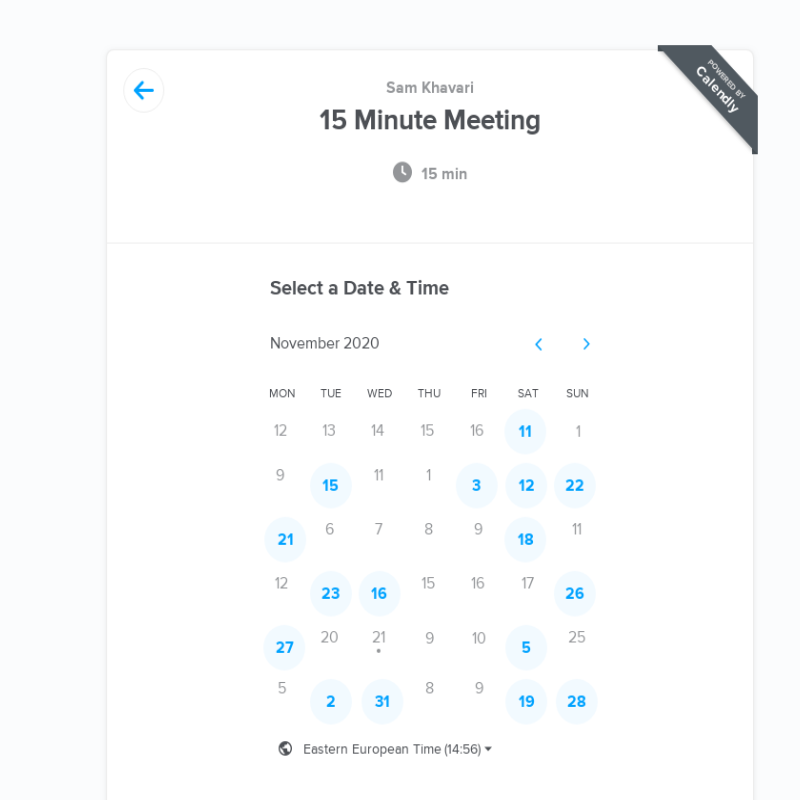 POWERED BY
Calendly
Sam Khavari
15 Minute Meeting
15 min
Select a Date & Time
November 2020
MON TUE WED THU FRI SAT SUN
12 13 14 15 16 11 1
9 15 11 1 3 12 22
21 6 7 8 9 18 11
12 23 16 15 16 17 26
27 20 21 9 10 5 25
5 2 31 8 9 19 28
Eastern European Time (14:56)